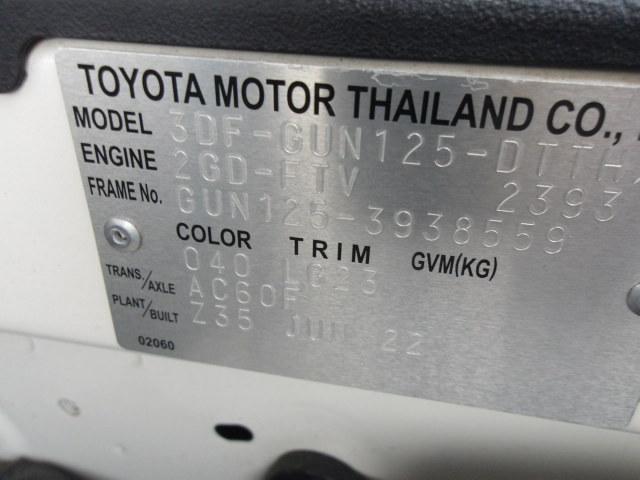 TOYOTA MOTOR THAILAND CO.,
MODEL 3DF-GUN125-DTTH
ENGINE 2GD-FTV 2393
FRAME No. GUN125-3938559
COLOR TRIM GVM(KG)
040 LG23
TRANS./AXLE AC60F
PLANT/BUILT Z35 JUN 22
02060